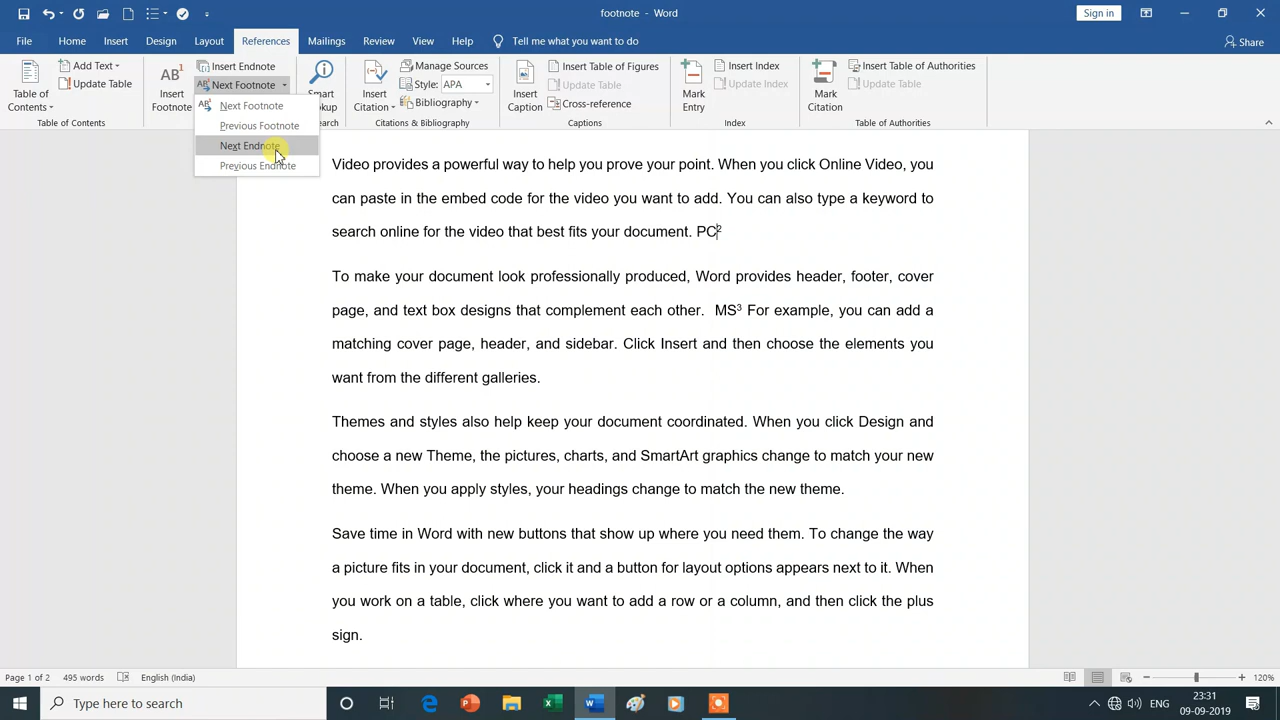 footnote - Word
Sign in
File Home Insert Design Layout References Mailings Review View Help Tell me what you want to do Share
Table of Contents
Add Text
Update Table
Table of Contents
AB1
Insert Footnote
Insert Endnote
Next Footnote
Next Footnote
Previous Footnote
Next Endnote
Previous Endnote
Smart
Insert Citation
Manage Sources
Style: APA
Bibliography
Citations & Bibliography
Insert Caption
Insert Table of Figures
Update Table
Cross-reference
Captions
Mark Entry
Insert Index
Update Index
Index
Mark Citation
Insert Table of Authorities
Update Table
Table of Authorities
Video provides a powerful way to help you prove your point. When you click Online Video, you
can paste in the embed code for the video you want to add. You can also type a keyword to
search online for the video that best fits your document. PC²
To make your document look professionally produced, Word provides header, footer, cover
page, and text box designs that complement each other. MS³ For example, you can add a
matching cover page, header, and sidebar. Click Insert and then choose the elements you
want from the different galleries.
Themes and styles also help keep your document coordinated. When you click Design and
choose a new Theme, the pictures, charts, and SmartArt graphics change to match your new
theme. When you apply styles, your headings change to match the new theme.
Save time in Word with new buttons that show up where you need them. To change the way
a picture fits in your document, click it and a button for layout options appears next to it. When
you work on a table, click where you want to add a row or a column, and then click the plus
sign.
Page 1 of 2 495 words English (India) 120%
Type here to search
ENG
23:31
09-09-2019